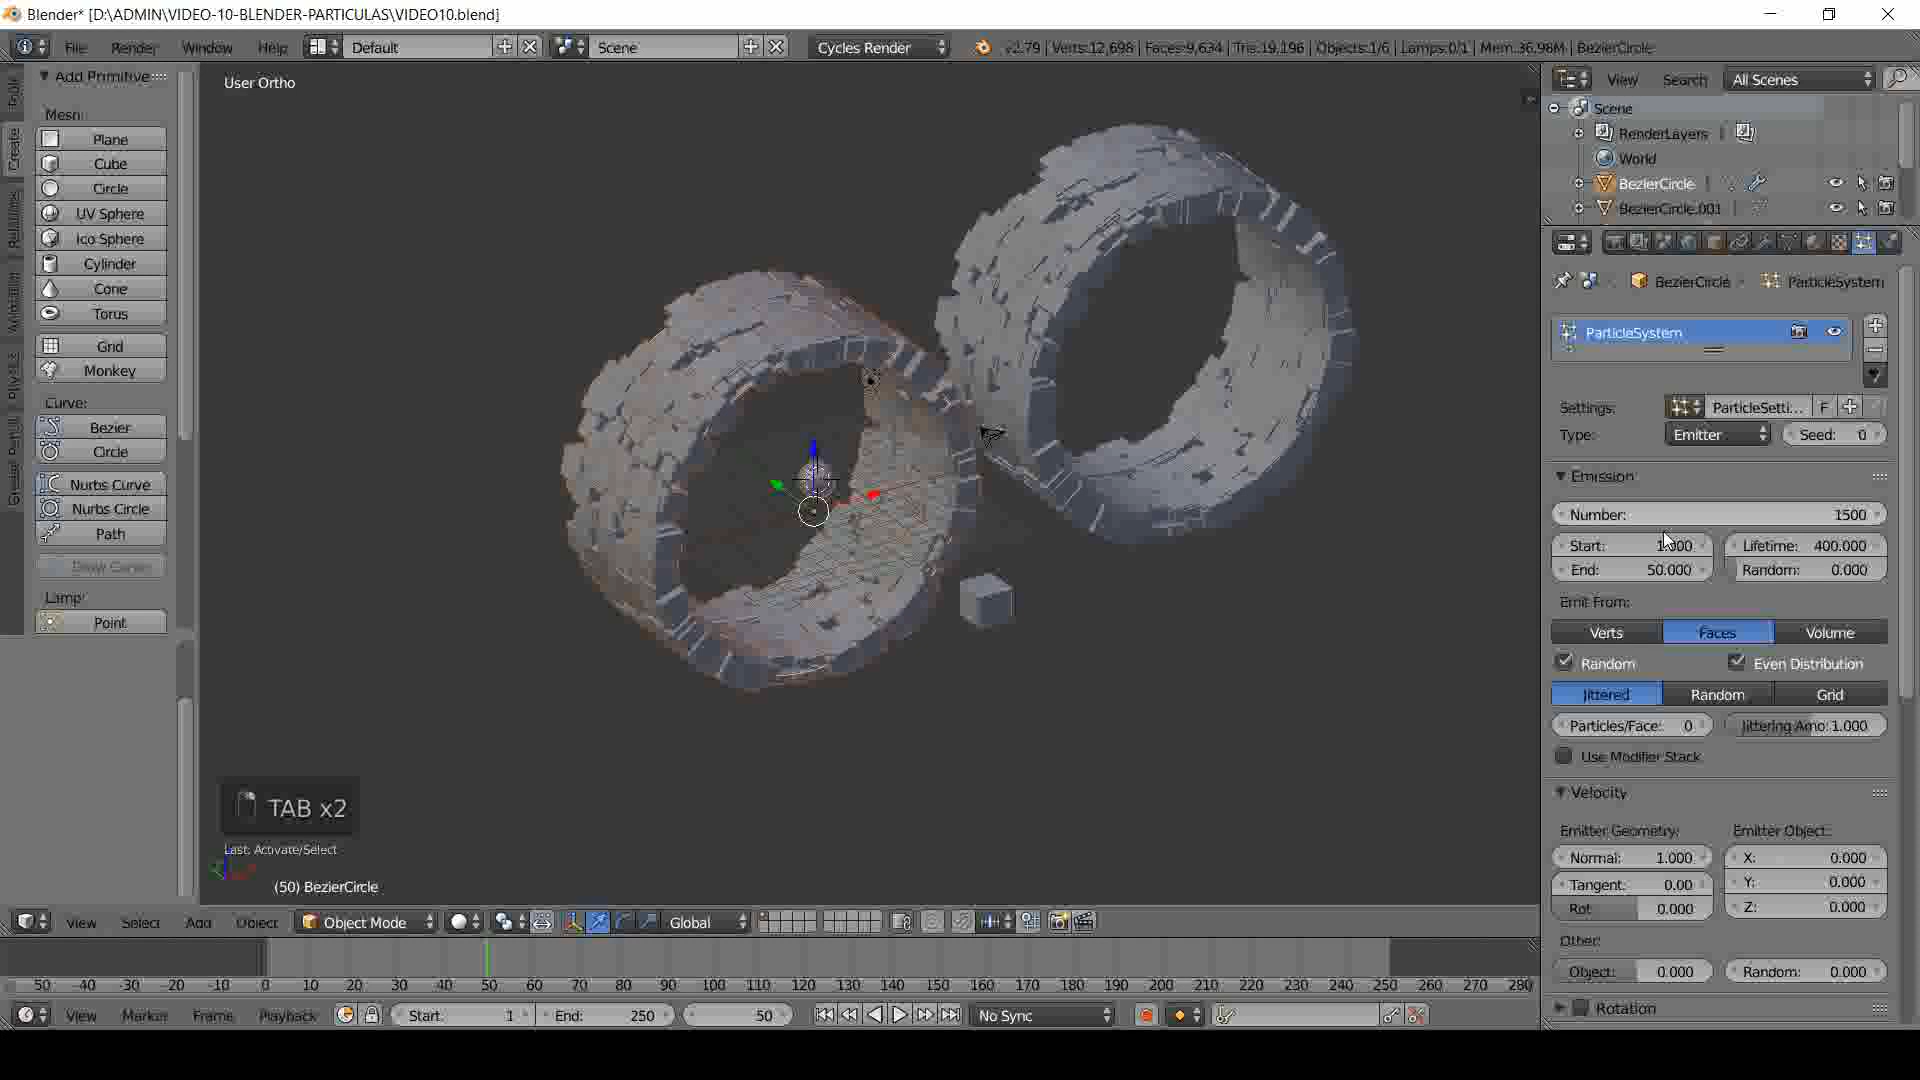 Blender* [D:\ADMIN\VIDEO-10-BLENDER-PARTICULAS\VIDEO10.blend]
File Render Window Help Default Scene Cycles Render v2.79 | Verts:12,698 | Faces:9,634 | Tris:19,196 | Objects:1/6 | Lamps:0/1 | Mem:36.98M | BezierCircle
Add Primitive
Mesh:
Plane
Cube
Circle
UV Sphere
Ico Sphere
Cylinder
Cone
Torus
Grid
Monkey
Curve:
Bezier
Circle
Nurbs Curve
Nurbs Circle
Path
Draw Curve
Lamp:
Point
Create
Relations
Animation
Physics
Grease Pencil
User Ortho
TAB x2
Last: Activate/Select
(50) BezierCircle
View Search All Scenes
Scene
RenderLayers
World
BezierCircle
BezierCircle.001
BezierCircle ParticleSystem
ParticleSystem
Settings: ParticleSetti... F
Type: Emitter Seed: 0
Emission
Number: 1500
Start: 1.000 Lifetime: 400.000
End: 50.000 Random: 0.000
Emit From:
Verts Faces Volume
Random Even Distribution
Jittered Random Grid
Particles/Face: 0 Jittering Amo: 1.000
Use Modifier Stack
Velocity
Emitter Geometry: Emitter Object:
Normal: 1.000 X: 0.000
Tangent: 0.00 Y: 0.000
Rot: 0.000 Z: 0.000
Other:
Object: 0.000 Random: 0.000
Rotation
View Select Add Object Object Mode Global
-50 -40 -30 -20 -10 0 10 20 30 40 50 60 70 80 90 100 110 120 130 140 150 160 170 180 190 200 210 220 230 240 250 260 270 280
View Marker Frame Playback Start: 1 End: 250 50 No Sync